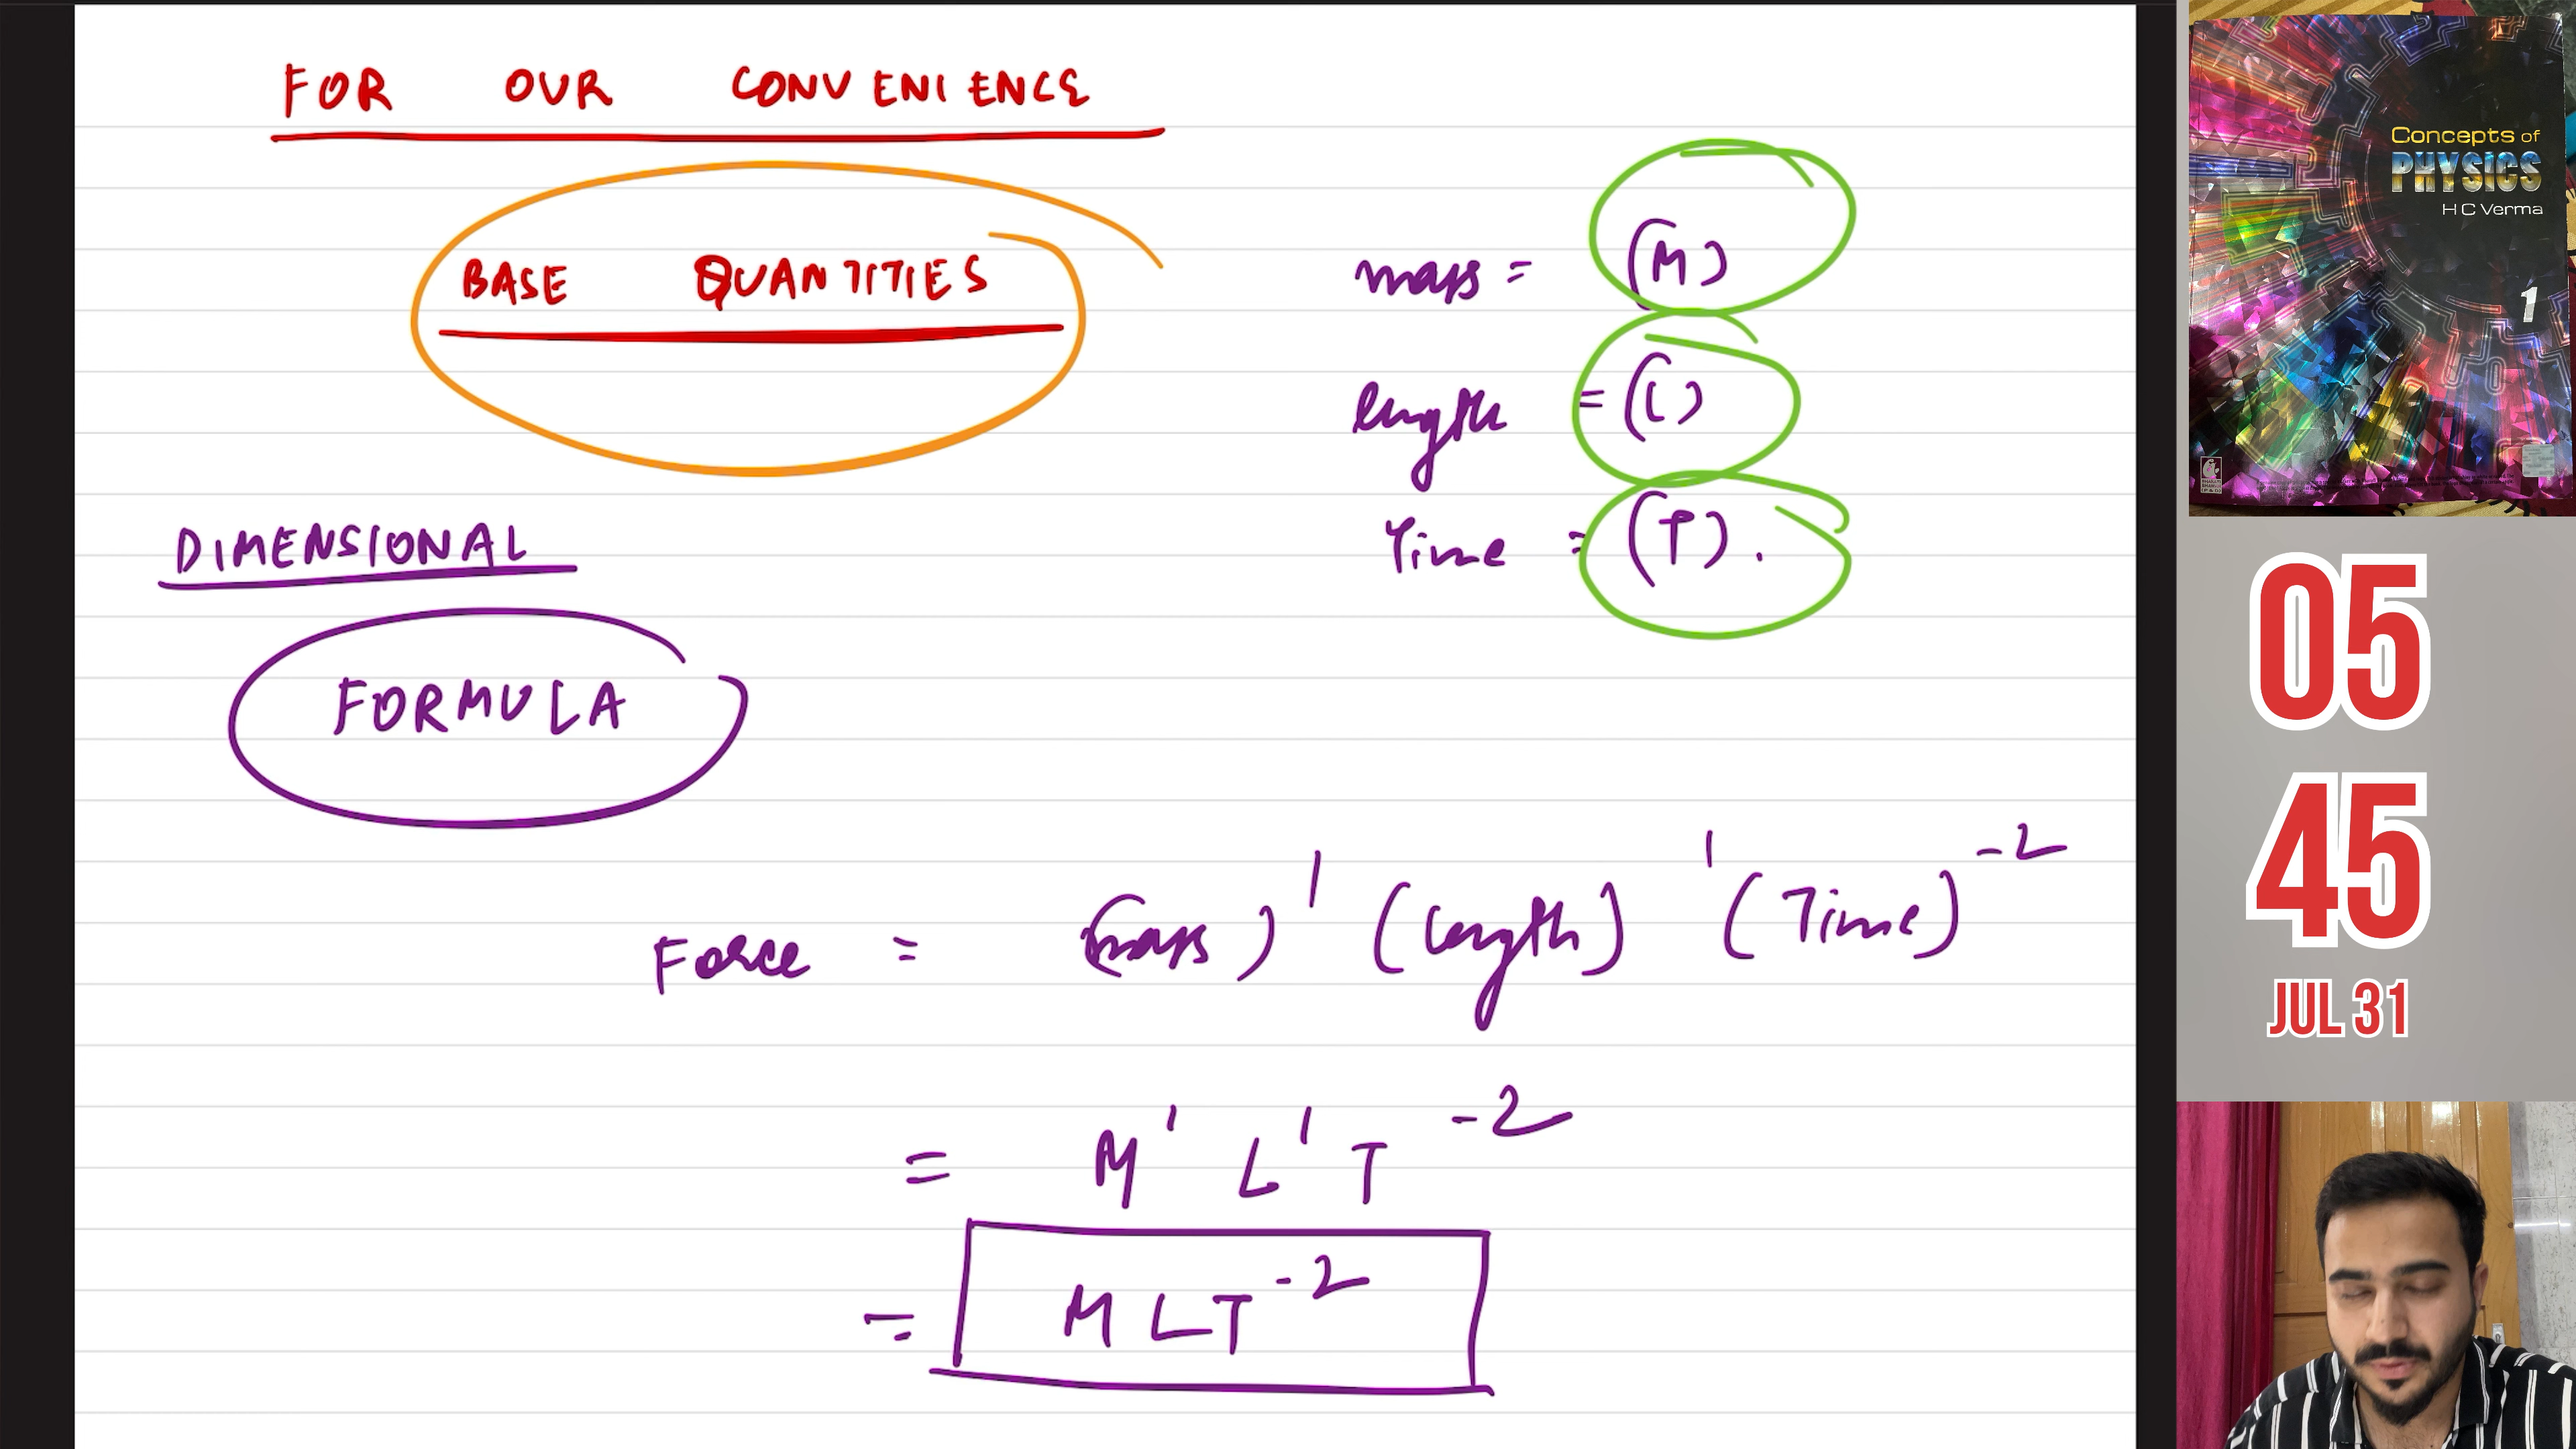 FOR OUR CONVENIENCE
BASE QUANTITIES
mass = (M)
length = (L)
Time = (T).
DIMENSIONAL
FORMULA
Force = (mass)¹ (length)¹ (Time)⁻²
= M¹ L¹ T⁻²
= M L T⁻²
Concepts of
PHYSICS
H C Verma
1
05
45
JUL 31